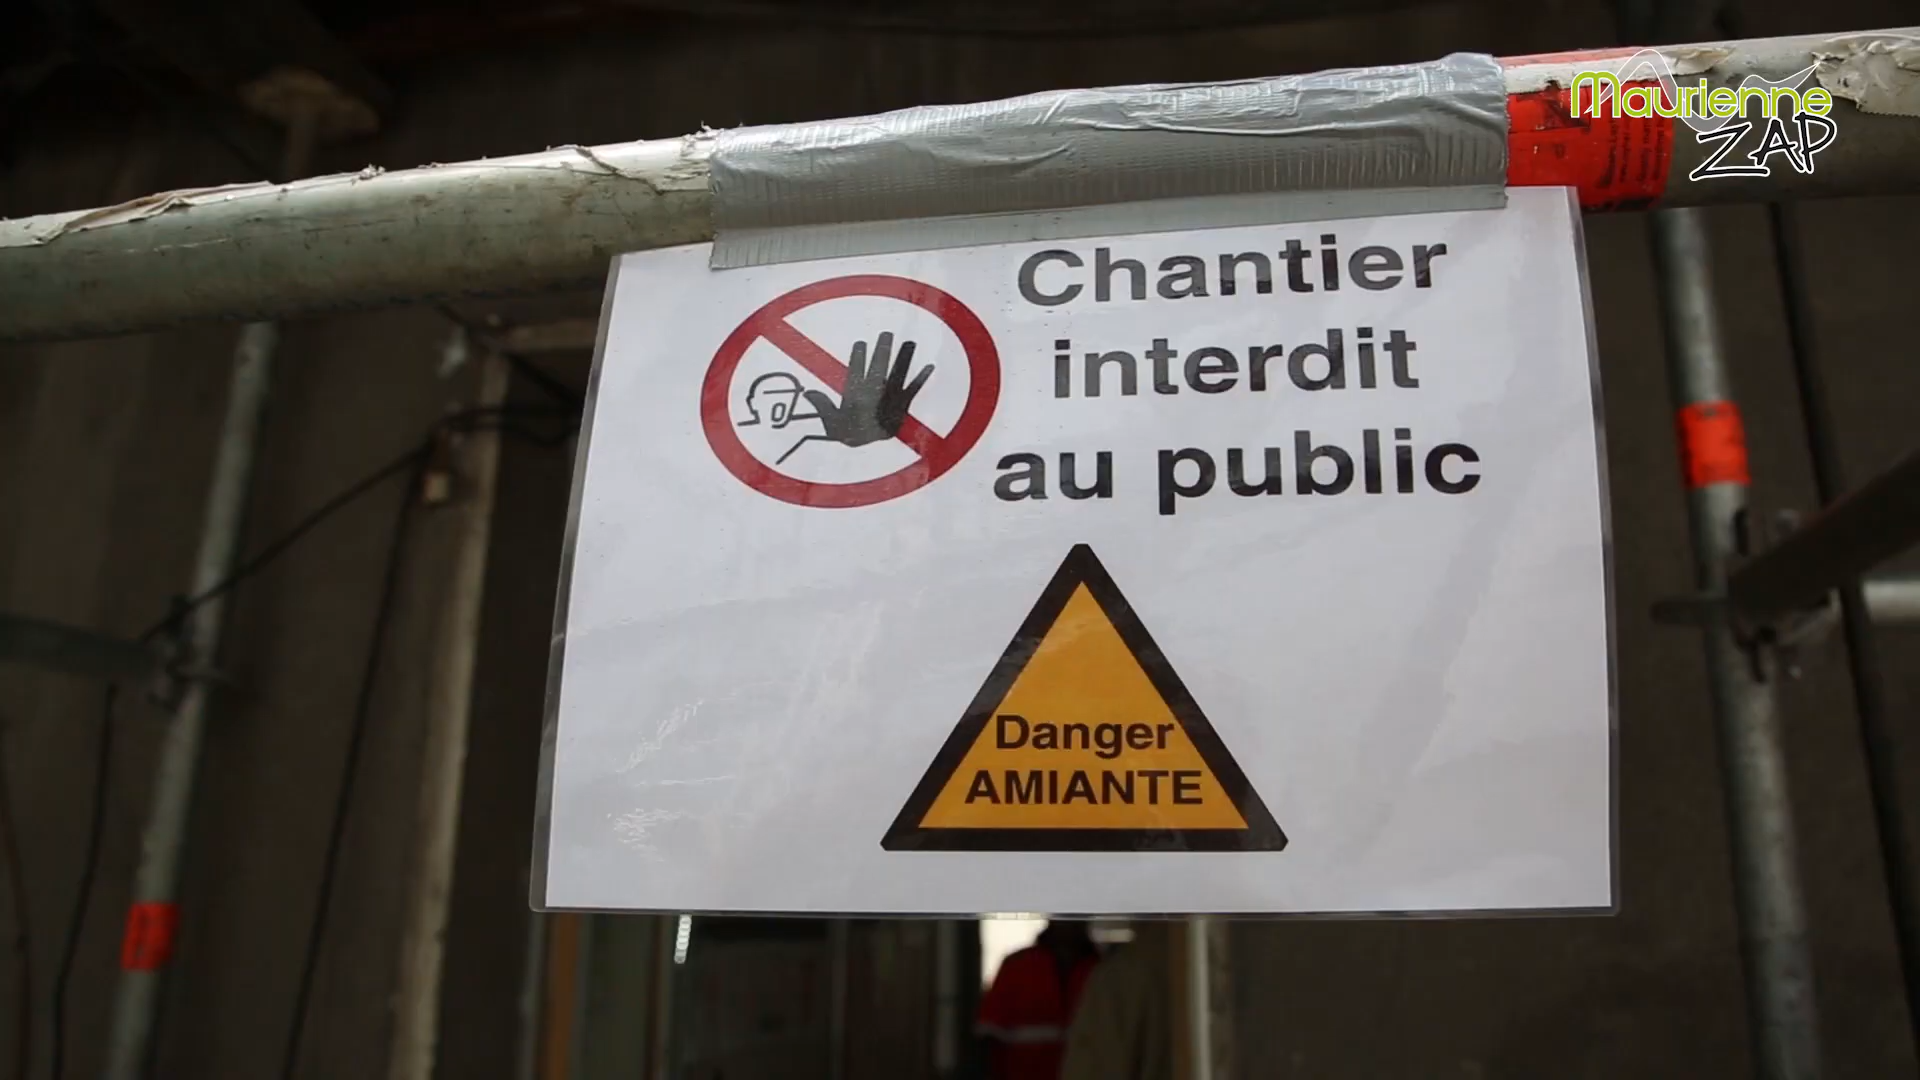 Maurienne
ZAP
Chantier
interdit
au public
Danger
AMIANTE